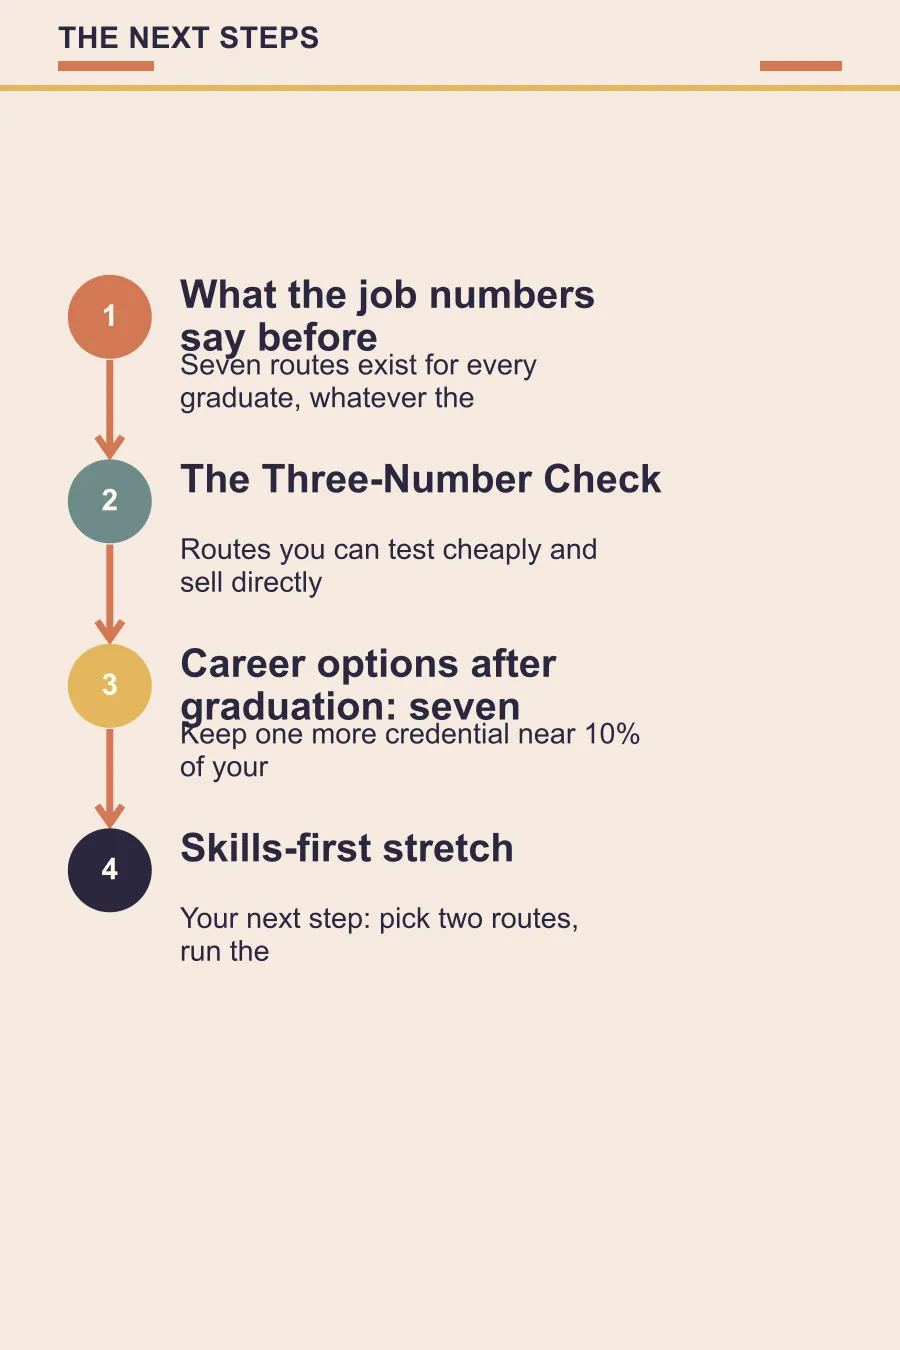 THE NEXT STEPS
1
What the job numbers
say before
Seven routes exist for every
graduate, whatever the
2
The Three-Number Check
Routes you can test cheaply and
sell directly
3
Career options after
graduation: seven
Keep one more credential near 10%
of your
4
Skills-first stretch
Your next step: pick two routes,
run the